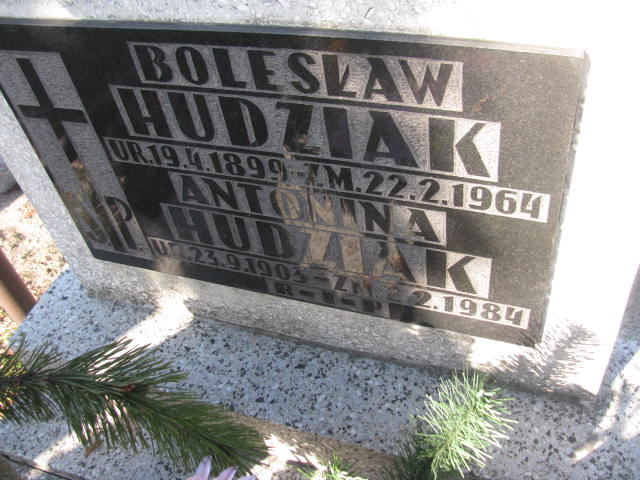 BOLESŁAW
HUDZIAK
UR.19.4.1899-ZM.22.2.1964
ANTONINA
HUDZIAK
UR.23.9.1903-ZM. .2.1984
R-I-P
Ś.P.